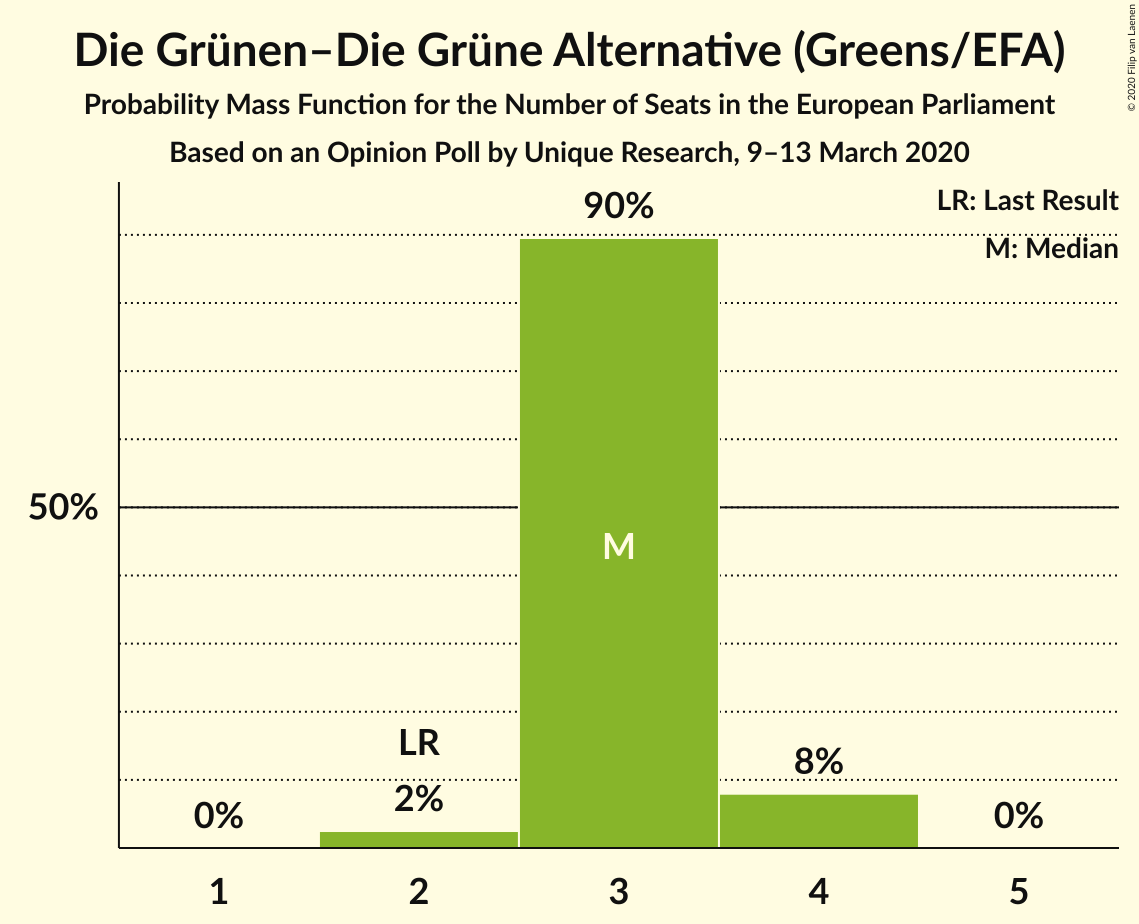 Die Grünen–Die Grüne Alternative (Greens/EFA)
Probability Mass Function for the Number of Seats in the European Parliament
Based on an Opinion Poll by Unique Research, 9–13 March 2020
© 2020 Filip van Laenen
LR: Last Result
M: Median
90%
50%
M
LR
0%
2%
8%
0%
1 2 3 4 5